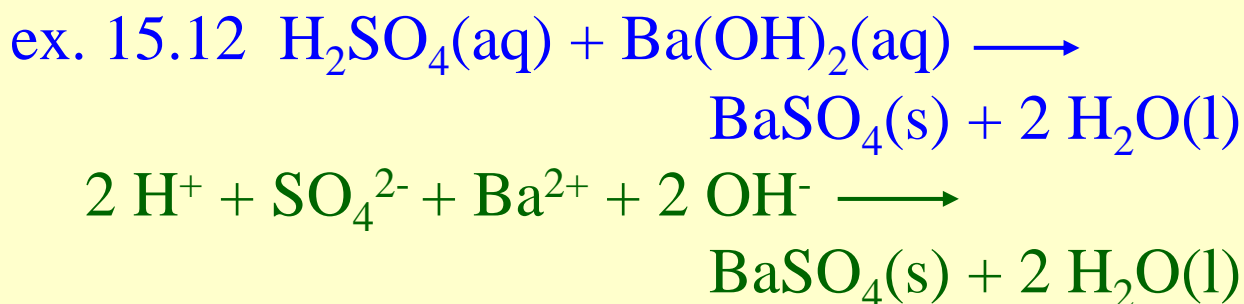 ex. 15.12 H₂SO₄(aq) + Ba(OH)₂(aq) ⟶
BaSO₄(s) + 2 H₂O(l)
2 H⁺ + SO₄²⁻ + Ba²⁺ + 2 OH⁻ ⟶
BaSO₄(s) + 2 H₂O(l)